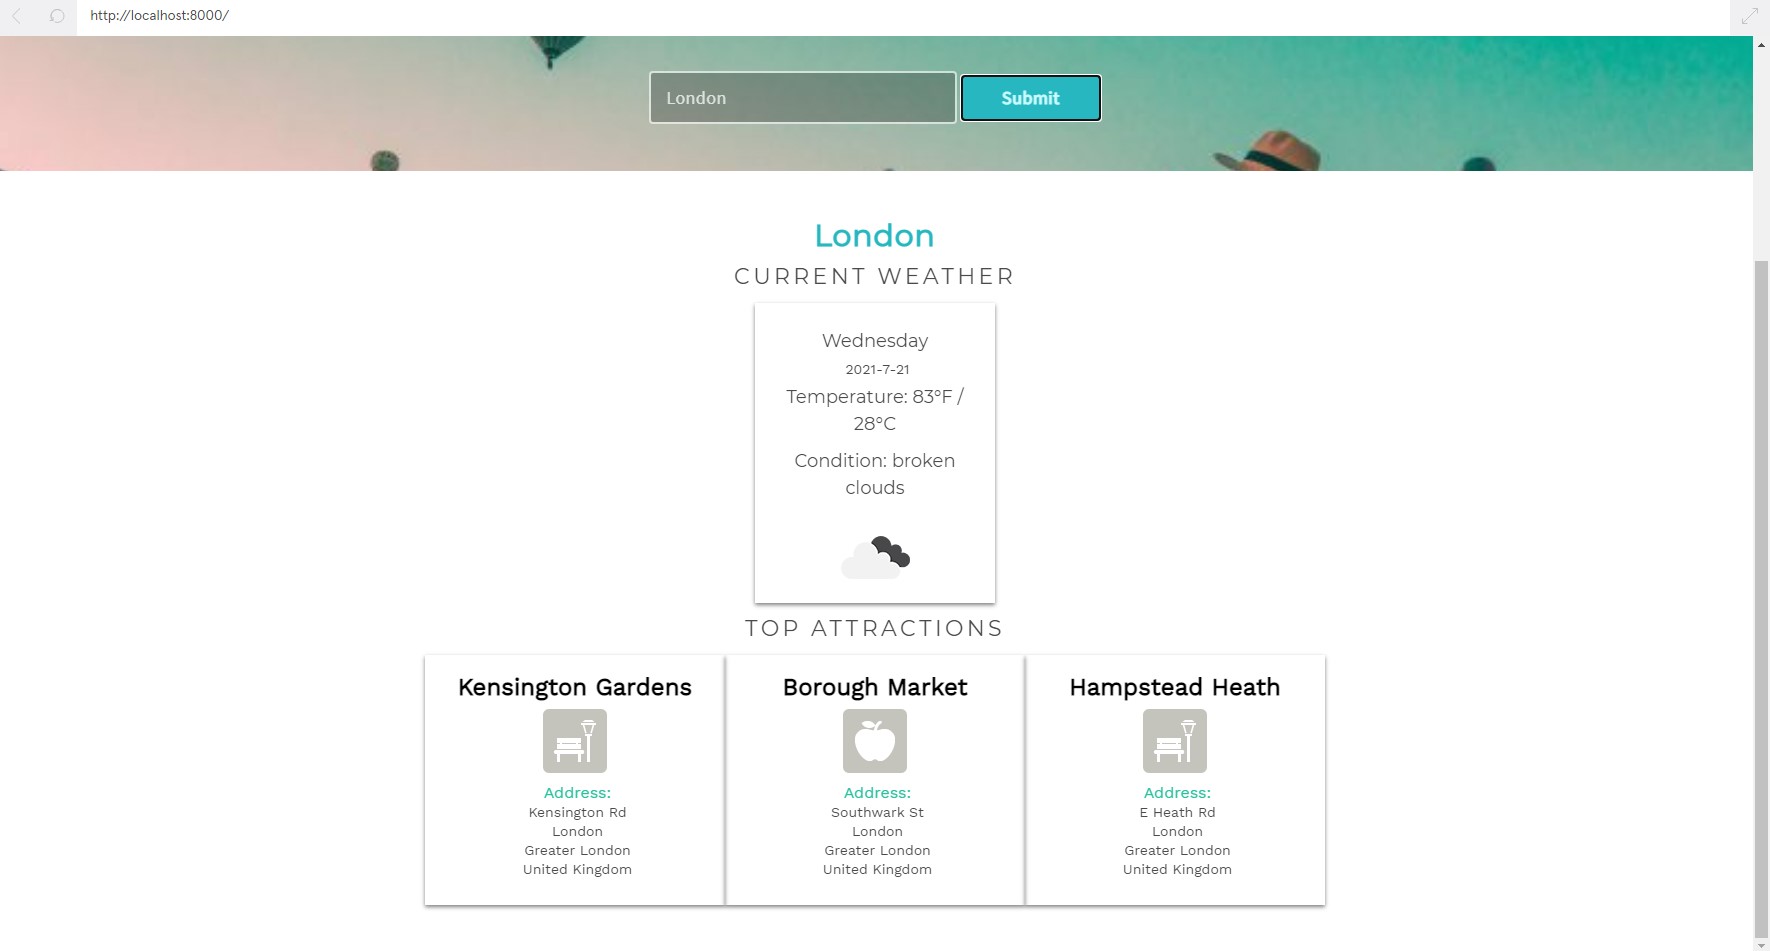 http://localhost:8000/
London
Submit
London
CURRENT WEATHER
Wednesday
2021-7-21
Temperature: 83°F /
28°C
Condition: broken
clouds
TOP ATTRACTIONS
Kensington Gardens
Address:
Kensington Rd
London
Greater London
United Kingdom
Borough Market
Address:
Southwark St
London
Greater London
United Kingdom
Hampstead Heath
Address:
E Heath Rd
London
Greater London
United Kingdom